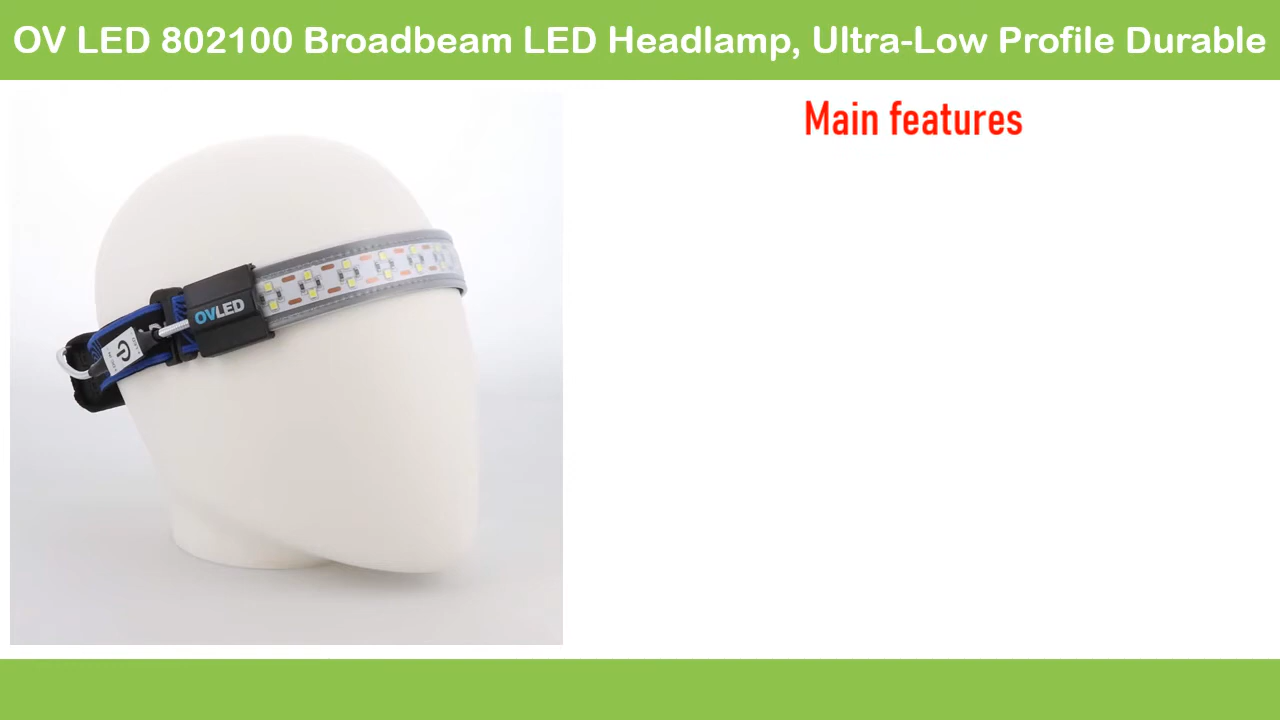 OV LED 802100 Broadbeam LED Headlamp, Ultra-Low Profile Durable
Main features
OVLED